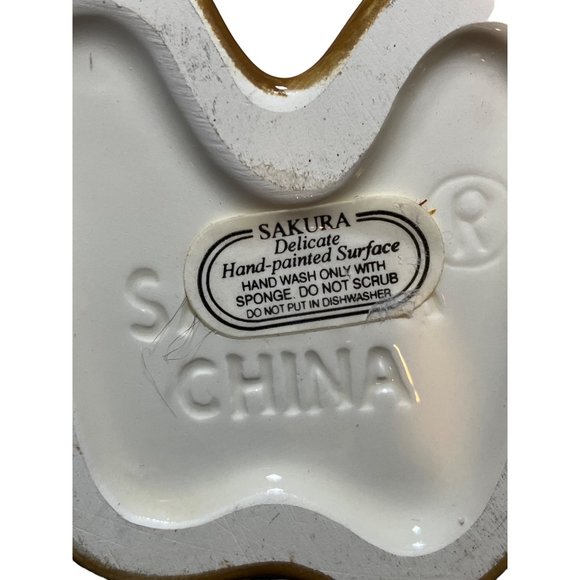 SAKURA
Delicate
Hand-painted Surface
HAND WASH ONLY WITH
SPONGE. DO NOT SCRUB
DO NOT PUT IN DISHWASHER
®
CHINA